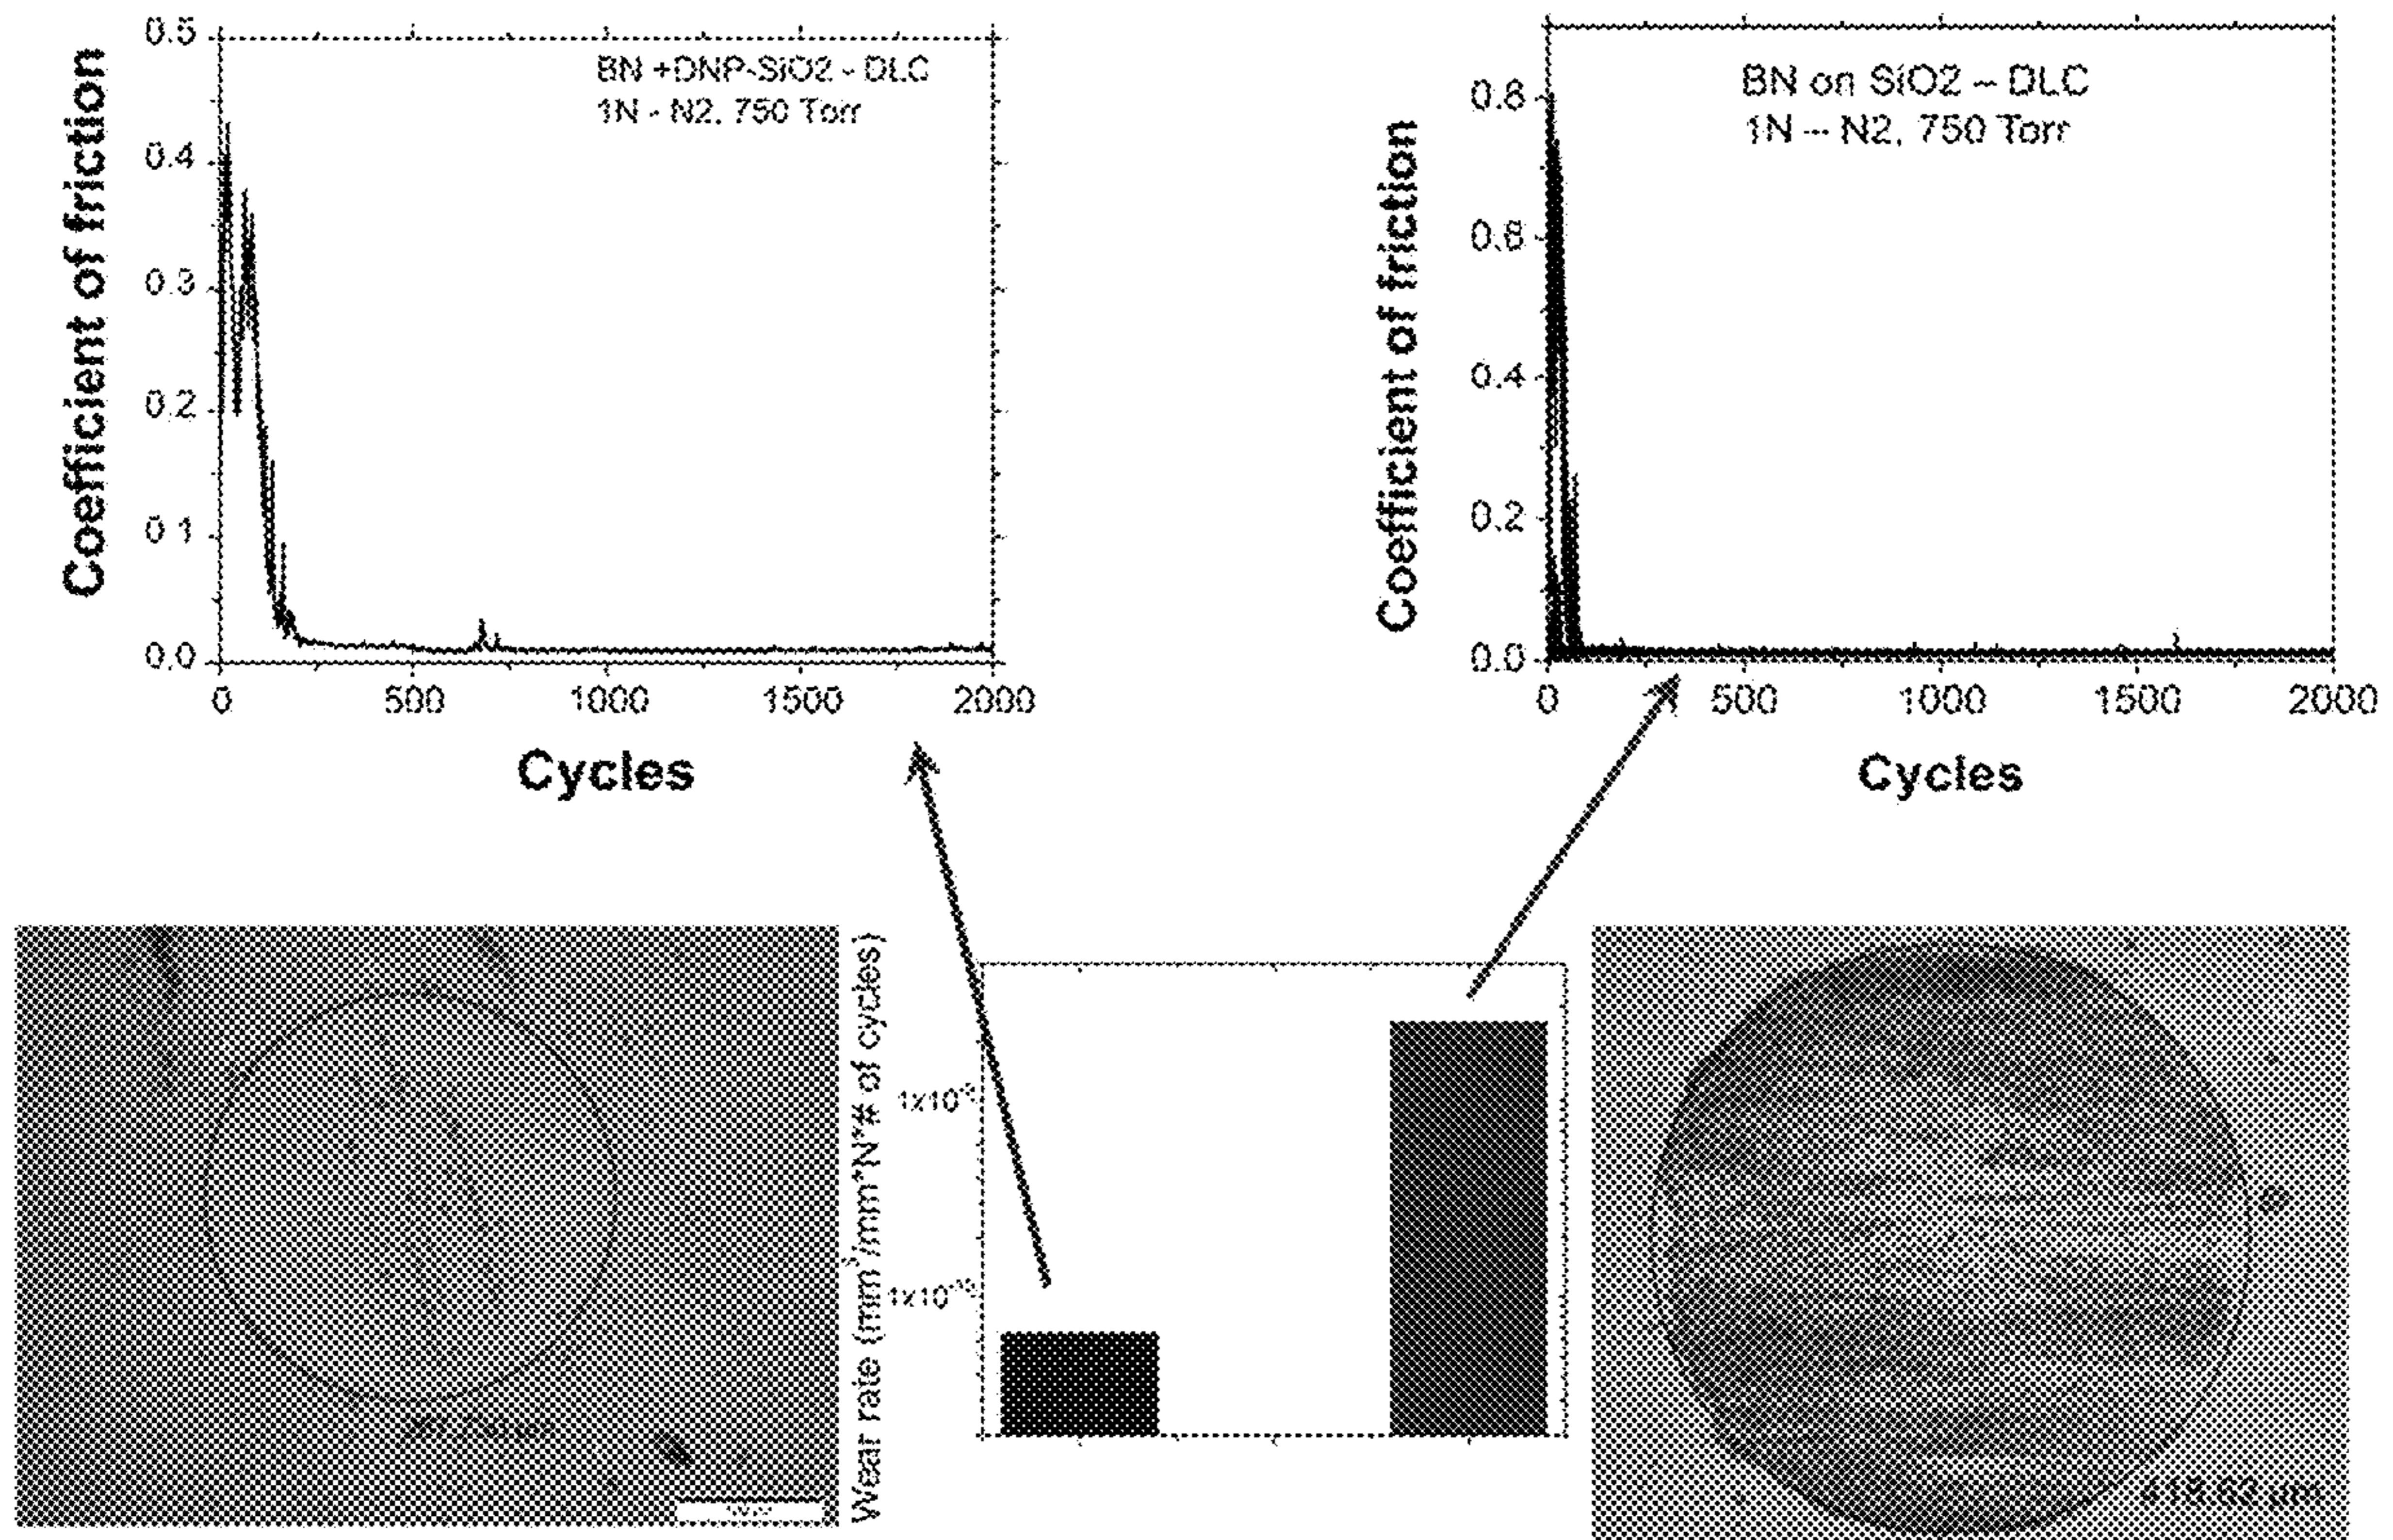 Coefficient of friction
0.5
0.4
0.3
0.2
0.1
0.0
BN +DNP-SiO2 - DLC
1N - N2, 750 Torr
0 500 1000 1500 2000
Cycles
Coefficient of friction
0.8
0.6
0.4
0.2
0.0
BN on SiO2 – DLC
1N -- N2, 750 Torr
0 500 1000 1500 2000
Cycles
Wear rate (mm³/mm*N*# of cycles)